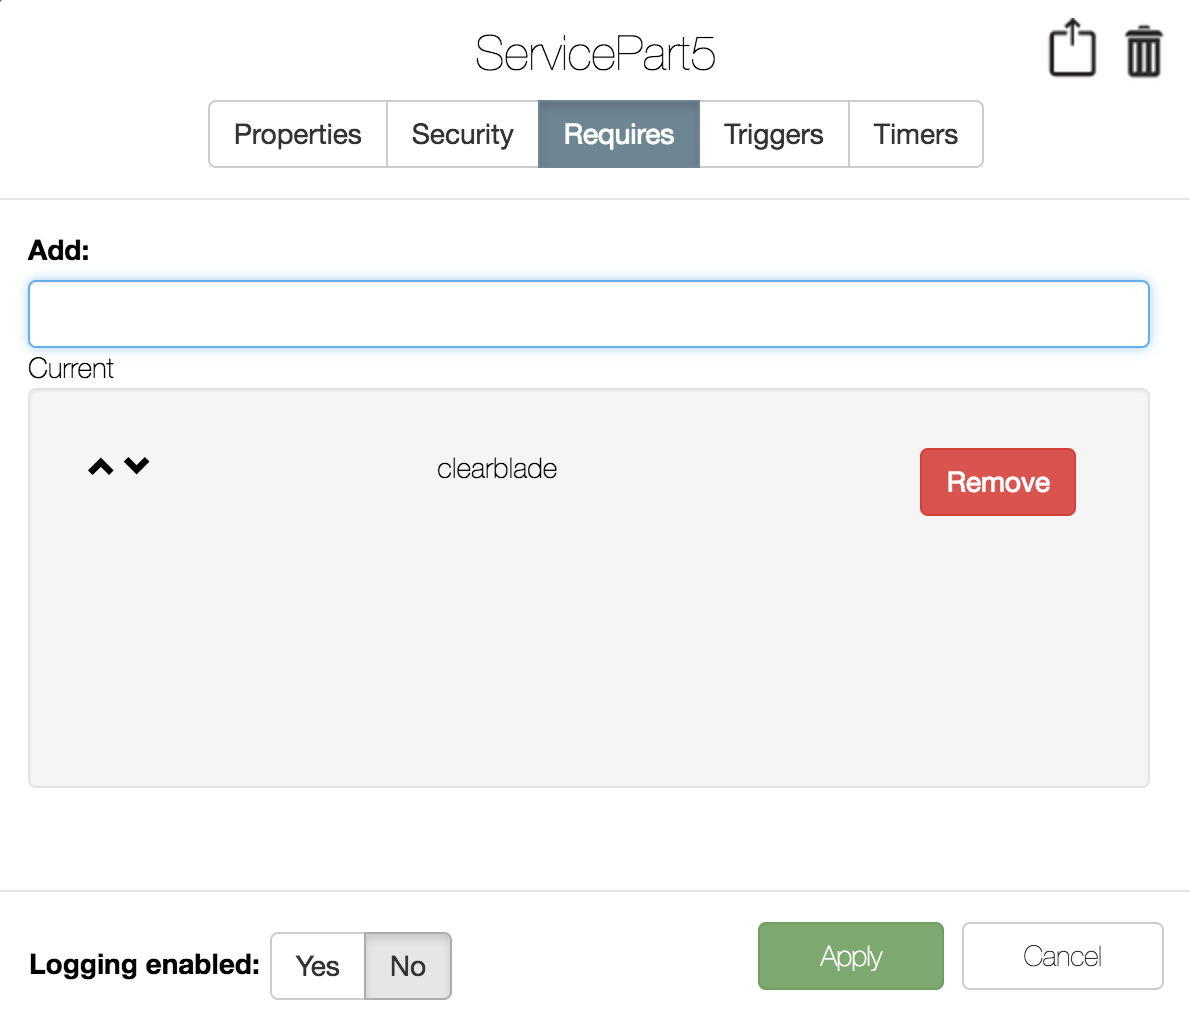 ServicePart5
Properties Security Requires Triggers Timers
Add:
Current
clearblade Remove
Logging enabled: Yes No Apply Cancel